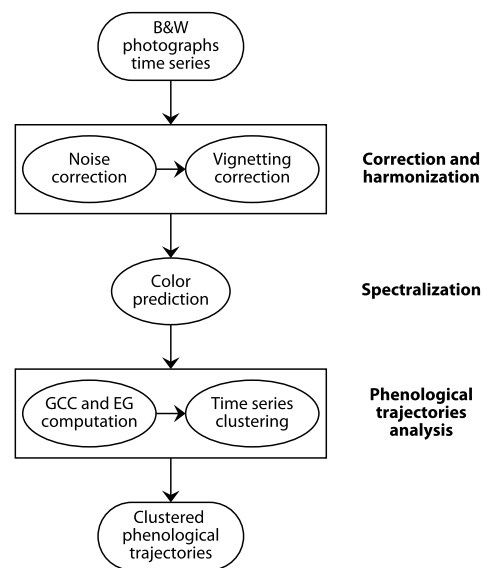 B&W
photographs
time series
Noise
correction
Vignetting
correction
Correction and
harmonization
Color
prediction
Spectralization
GCC and EG
computation
Time series
clustering
Phenological
trajectories
analysis
Clustered
phenological
trajectories